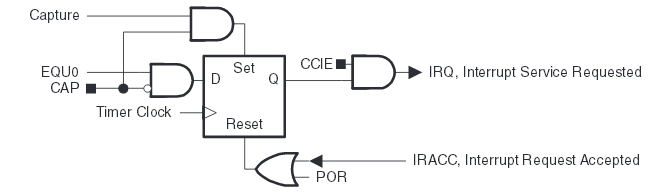 Capture
EQU0
CAP
Timer Clock
Set
D
Q
Reset
CCIE
IRQ, Interrupt Service Requested
IRACC, Interrupt Request Accepted
POR